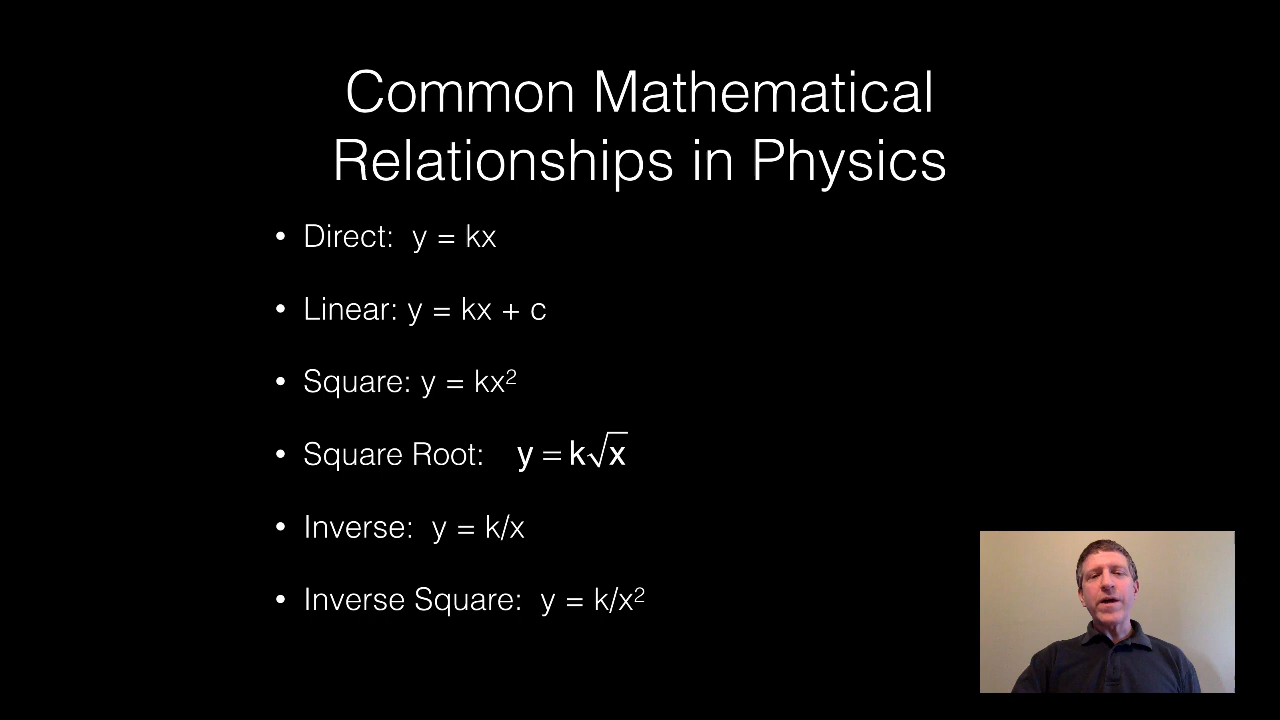 Common Mathematical
Relationships in Physics
• Direct: y = kx
• Linear: y = kx + c
• Square: y = kx²
• Square Root: y = k√x
• Inverse: y = k/x
• Inverse Square: y = k/x²